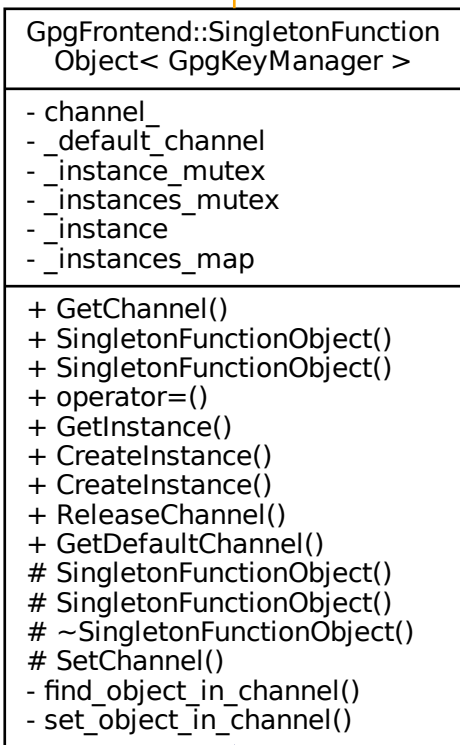 GpgFrontend::SingletonFunction
Object< GpgKeyManager >
- channel_
- _default_channel
- _instance_mutex
- _instances_mutex
- _instance
- _instances_map
+ GetChannel()
+ SingletonFunctionObject()
+ SingletonFunctionObject()
+ operator=()
+ GetInstance()
+ CreateInstance()
+ CreateInstance()
+ ReleaseChannel()
+ GetDefaultChannel()
# SingletonFunctionObject()
# SingletonFunctionObject()
# ~SingletonFunctionObject()
# SetChannel()
- find_object_in_channel()
- set_object_in_channel()